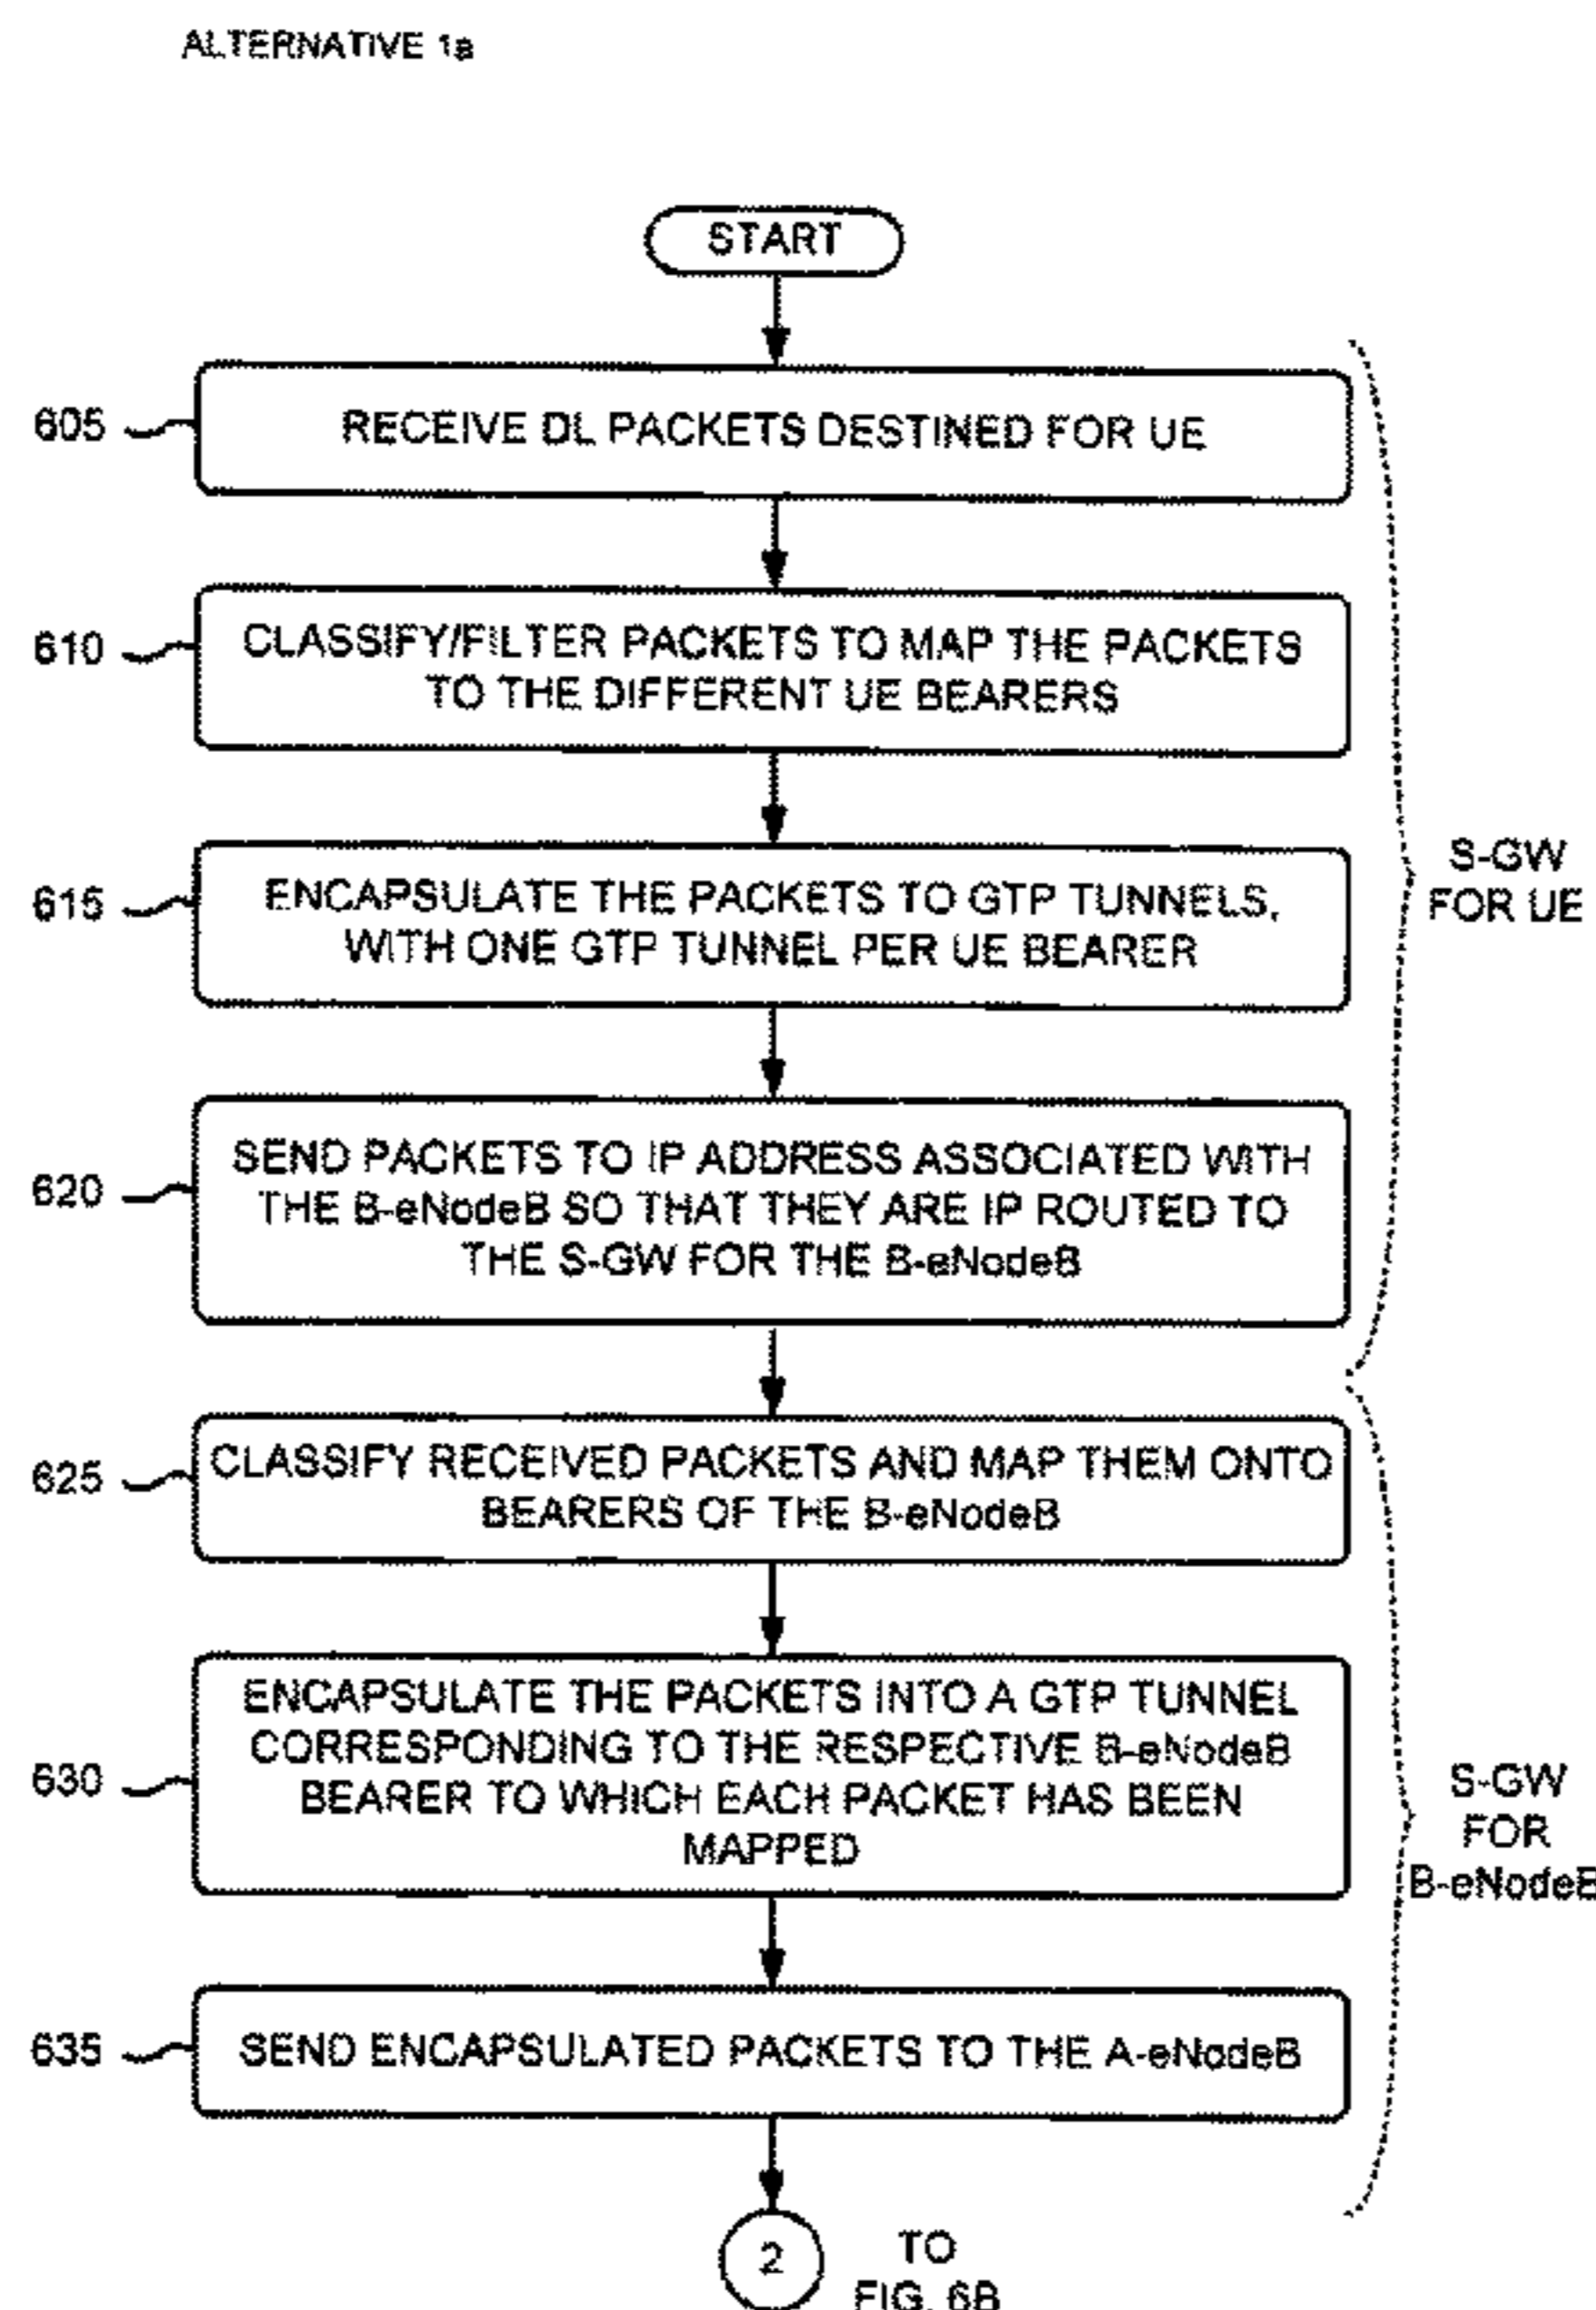 ALTERNATIVE 1a
START
605
RECEIVE DL PACKETS DESTINED FOR UE
610
CLASSIFY/FILTER PACKETS TO MAP THE PACKETS
TO THE DIFFERENT UE BEARERS
615
ENCAPSULATE THE PACKETS TO GTP TUNNELS,
WITH ONE GTP TUNNEL PER UE BEARER
S-GW
FOR UE
620
SEND PACKETS TO IP ADDRESS ASSOCIATED WITH
THE B-eNodeB SO THAT THEY ARE IP ROUTED TO
THE S-GW FOR THE B-eNodeB
625
CLASSIFY RECEIVED PACKETS AND MAP THEM ONTO
BEARERS OF THE B-eNodeB
630
ENCAPSULATE THE PACKETS INTO A GTP TUNNEL
CORRESPONDING TO THE RESPECTIVE B-eNodeB
BEARER TO WHICH EACH PACKET HAS BEEN
MAPPED
S-GW
FOR
B-eNodeB
635
SEND ENCAPSULATED PACKETS TO THE A-eNodeB
2
TO
FIG. 6B